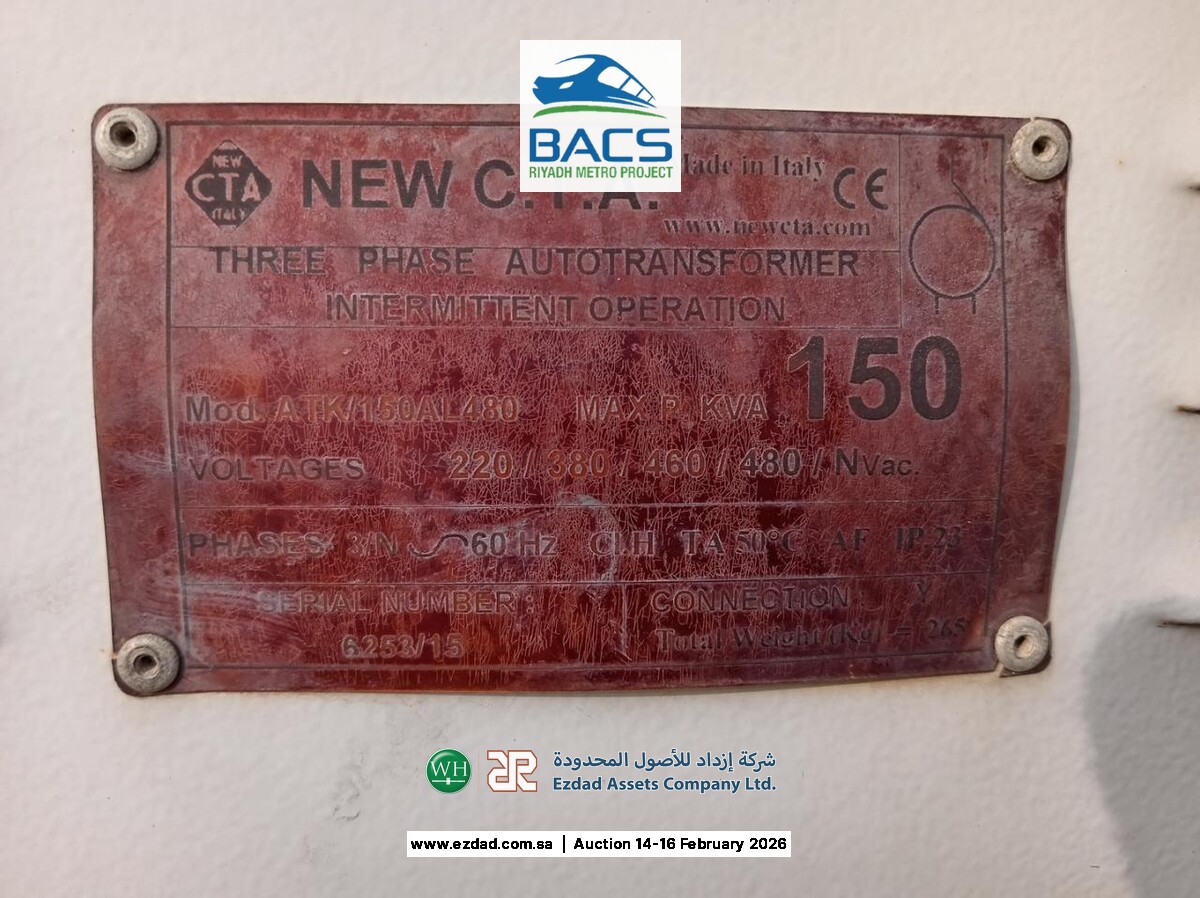 BACS
RIYADH METRO PROJECT
NEW
CTA
ITALY
NEW C.T.A.
Made in Italy
CE
www.newcta.com
THREE PHASE AUTOTRANSFORMER
INTERMITTENT OPERATION
Mod. ATK/150AL480 MAX P. KVA 150
VOLTAGES 220 / 380 / 460 / 480 / N Vac.
PHASES 3/N 60 Hz Cl.H TA 50°C AF IP 23
SERIAL NUMBER : CONNECTION Y
6253/15 Total Weight (Kg) = 265
WH
شركة إزداد للأصول المحدودة
Ezdad Assets Company Ltd.
www.ezdad.com.sa | Auction 14-16 February 2026